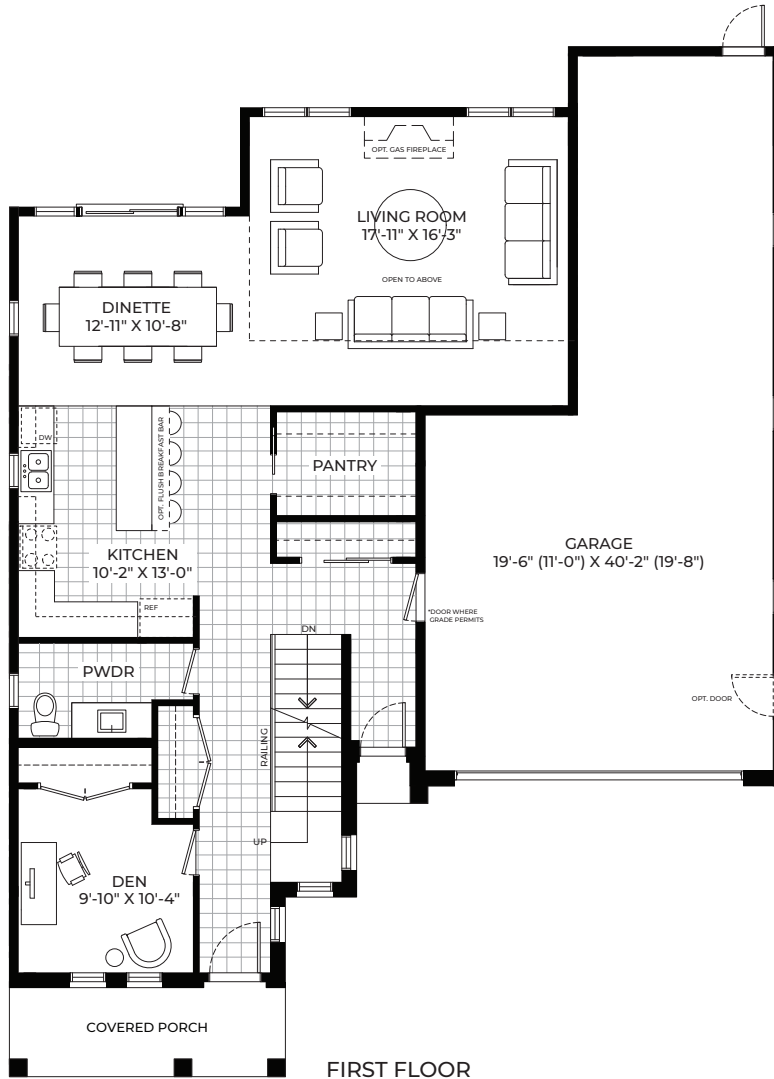 OPT. GAS FIREPLACE
LIVING ROOM
17'-11" X 16'-3"
OPEN TO ABOVE
DINETTE
12'-11" X 10'-8"
DW
OPT. FLUSH BREAKFAST BAR
PANTRY
KITCHEN
10'-2" X 13'-0"
REF
GARAGE
19'-6" (11'-0") X 40'-2" (19'-8")
*DOOR WHERE
GRADE PERMITS
DN
PWDR
OPT. DOOR
RAILING
UP
DEN
9'-10" X 10'-4"
COVERED PORCH
FIRST FLOOR